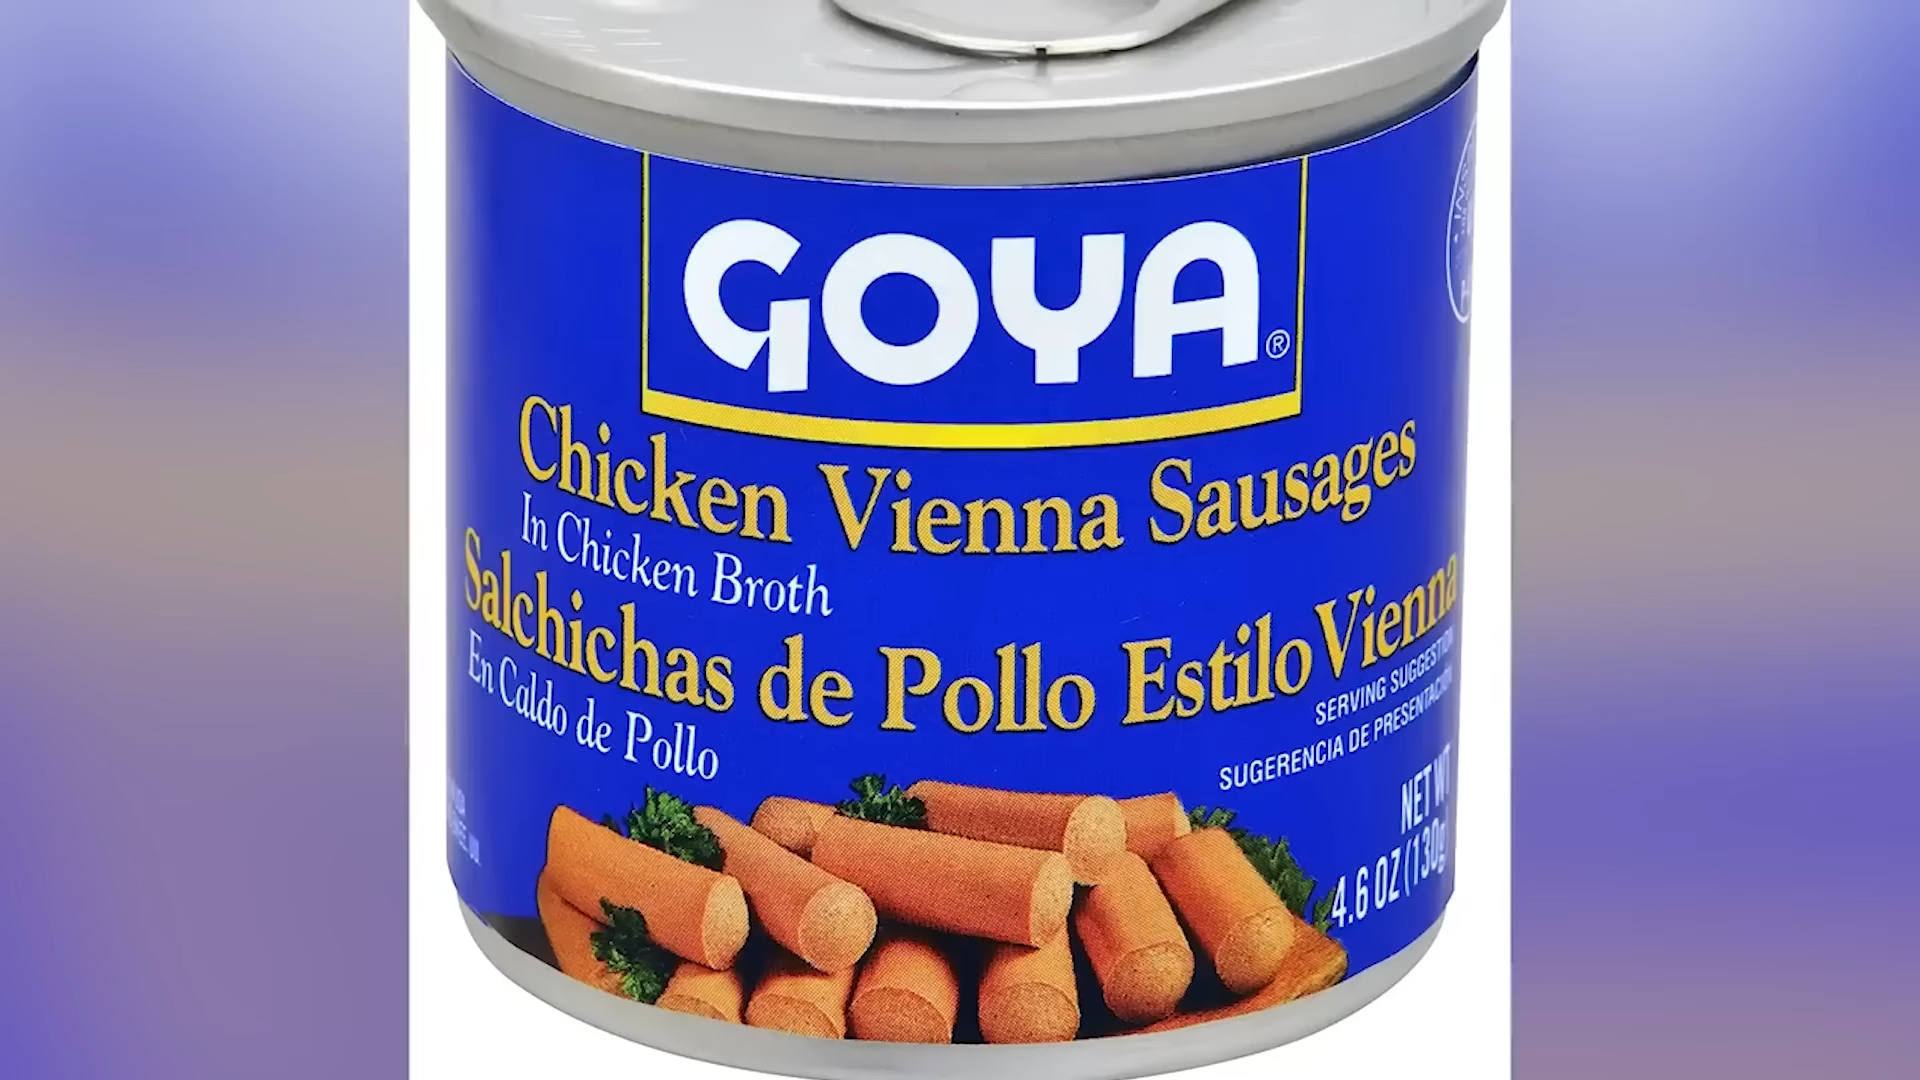 GOYA®
Chicken Vienna Sausages
In Chicken Broth
Salchichas de Pollo Estilo Vienna
En Caldo de Pollo
SERVING SUGGESTION
SUGERENCIA DE PRESENTACIÓN
NET WT
4.6 OZ (130g)